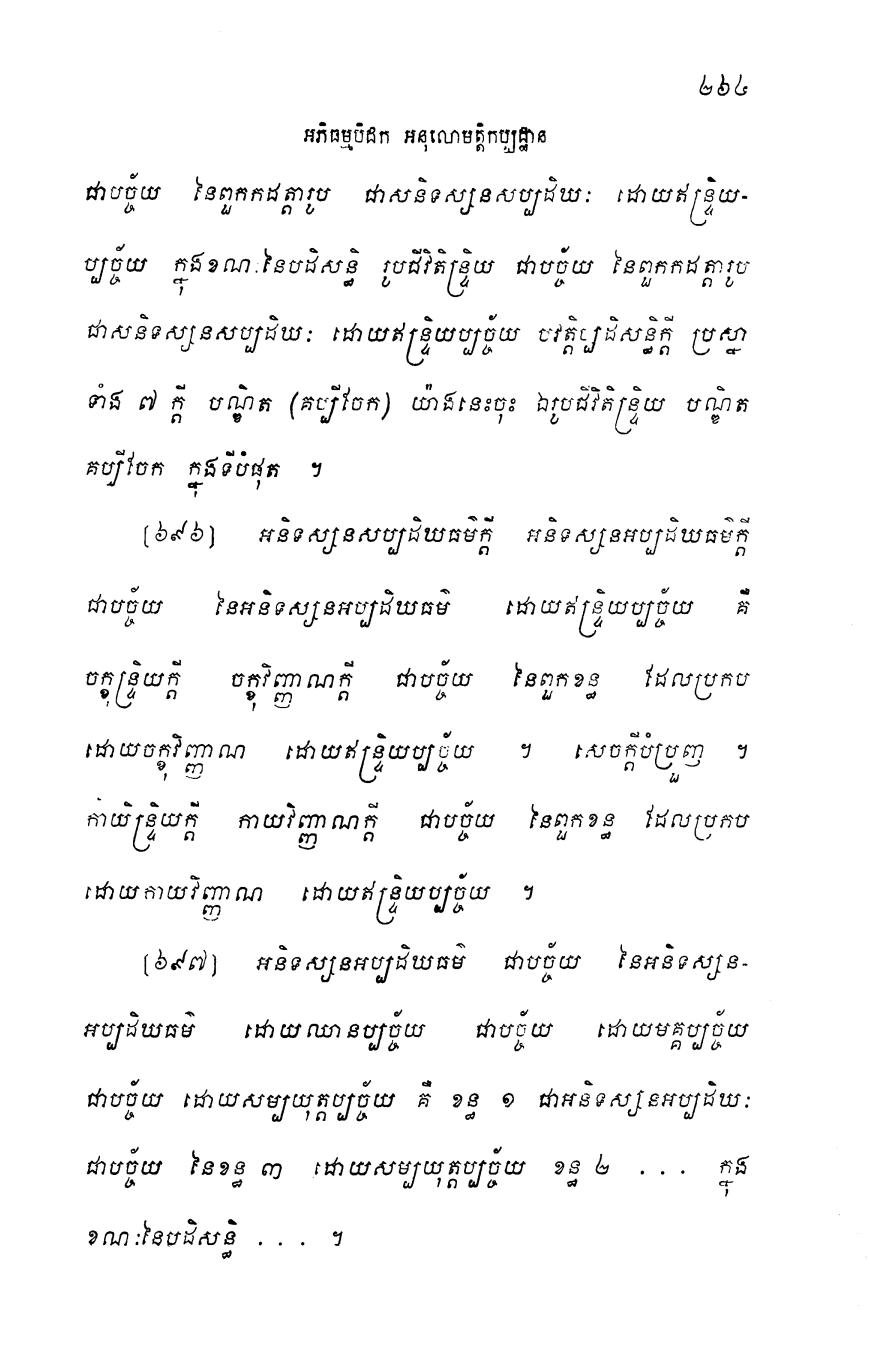 ២៦៤
អភិធម្មបិដក អនុលោមត្តិកប្បដ្ឋាន
ជាបច្ច័យ នៃពួកកដត្តារូប ជាសនិទស្សនសប្បដិឃៈ ដោយឥន្ទ្រិយ-
ប្បច្ច័យ ក្នុងខណៈនៃបដិសន្ធិ រូបជីវិតិន្ទ្រិយ ជាបច្ច័យ នៃពួកកដត្តារូប
ជាសនិទស្សនសប្បដិឃៈ ដោយឥន្ទ្រិយប្បច្ច័យ បវត្តិប្បដិសន្ធិក្តី ប្រស្នា
ទាំង ៧ ក្តី បណ្ឌិត (គប្បីចែក) យ៉ាងនេះចុះ ឯរូបជីវិតិន្ទ្រិយ បណ្ឌិត
គប្បីចែក ក្នុងទីបំផុត ។
[៦៩៦] អនិទស្សនសប្បដិឃធម៌ក្តី អនិទស្សនអប្បដិឃធម៌ក្តី
ជាបច្ច័យ នៃអនិទស្សនអប្បដិឃធម៌ ដោយឥន្ទ្រិយប្បច្ច័យ គឺ
ចក្ខុន្ទ្រិយក្តី ចក្ខុវិញ្ញាណក្តី ជាបច្ច័យ នៃពួកខន្ធ ដែលប្រកប
ដោយចក្ខុវិញ្ញាណ ដោយឥន្ទ្រិយប្បច្ច័យ ។ សេចក្តីបំប្រួញ ។
កាយិន្ទ្រិយក្តី កាយវិញ្ញាណក្តី ជាបច្ច័យ នៃពួកខន្ធ ដែលប្រកប
ដោយកាយវិញ្ញាណ ដោយឥន្ទ្រិយប្បច្ច័យ ។
[៦៩៧] អនិទស្សនអប្បដិឃធម៌ ជាបច្ច័យ នៃអនិទស្សន-
អប្បដិឃធម៌ ដោយឈានប្បច្ច័យ ជាបច្ច័យ ដោយមគ្គប្បច្ច័យ
ជាបច្ច័យ ដោយសម្បយុត្តប្បច្ច័យ គឺ ខន្ធ ១ ជាអនិទស្សនអប្បដិឃៈ
ជាបច្ច័យ នៃខន្ធ ៣ ដោយសម្បយុត្តប្បច្ច័យ ខន្ធ ២ . . . ក្នុង
ខណៈនៃបដិសន្ធិ . . . ។